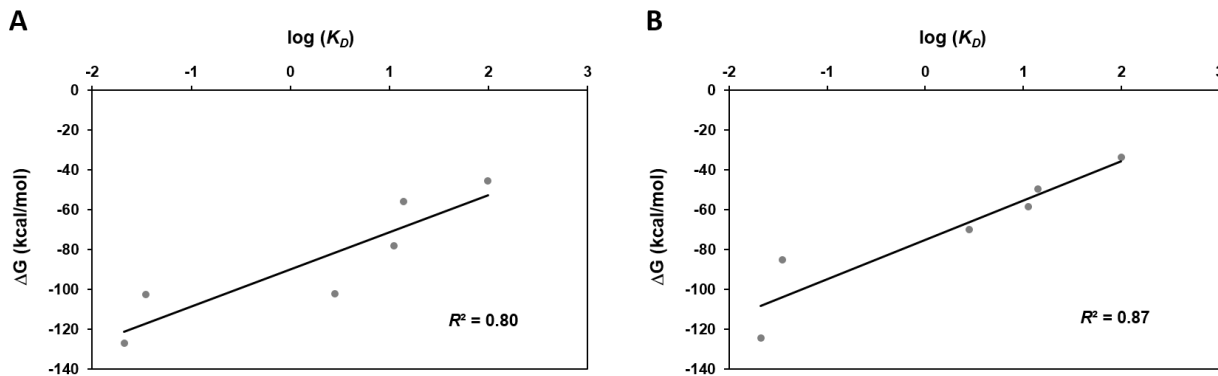 A
log (K_D)
-2 -1 0 1 2 3
0
-20
-40
-60
-80
-100
-120
-140
ΔG (kcal/mol)
R² = 0.80
B
log (K_D)
-2 -1 0 1 2 3
0
-20
-40
-60
-80
-100
-120
-140
ΔG (kcal/mol)
R² = 0.87